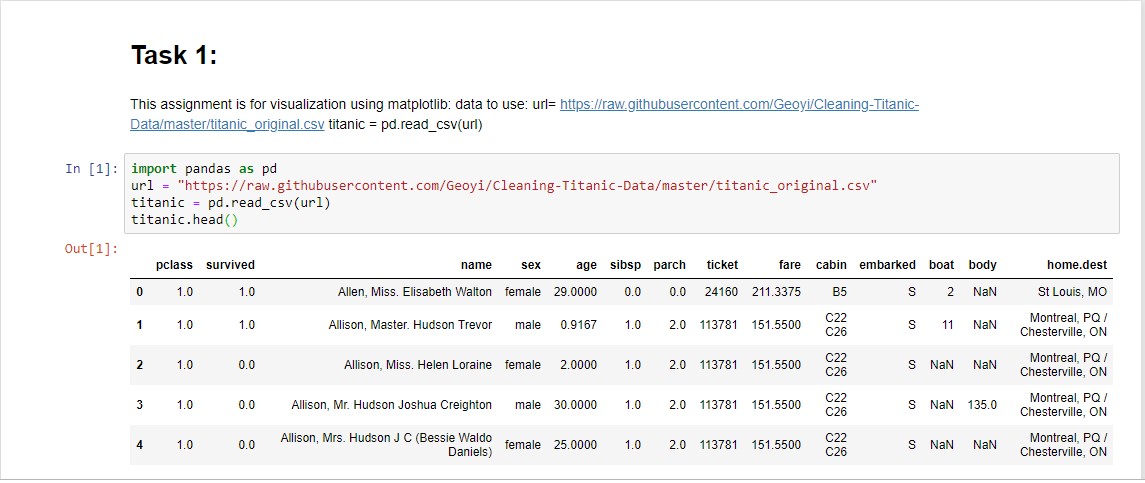 Task 1:
This assignment is for visualization using matplotlib: data to use: url= https://raw.githubusercontent.com/Geoyi/Cleaning-Titanic-
Data/master/titanic_original.csv titanic = pd.read_csv(url)
In [1]: import pandas as pd
url = "https://raw.githubusercontent.com/Geoyi/Cleaning-Titanic-Data/master/titanic_original.csv"
titanic = pd.read_csv(url)
titanic.head()
Out[1]:
pclass survived name sex age sibsp parch ticket fare cabin embarked boat body home.dest
0 1.0 1.0 Allen, Miss. Elisabeth Walton female 29.0000 0.0 0.0 24160 211.3375 B5 S 2 NaN St Louis, MO
1 1.0 1.0 Allison, Master. Hudson Trevor male 0.9167 1.0 2.0 113781 151.5500 C22 C26 S 11 NaN Montreal, PQ / Chesterville, ON
2 1.0 0.0 Allison, Miss. Helen Loraine female 2.0000 1.0 2.0 113781 151.5500 C22 C26 S NaN NaN Montreal, PQ / Chesterville, ON
3 1.0 0.0 Allison, Mr. Hudson Joshua Creighton male 30.0000 1.0 2.0 113781 151.5500 C22 C26 S NaN 135.0 Montreal, PQ / Chesterville, ON
4 1.0 0.0 Allison, Mrs. Hudson J C (Bessie Waldo Daniels) female 25.0000 1.0 2.0 113781 151.5500 C22 C26 S NaN NaN Montreal, PQ / Chesterville, ON